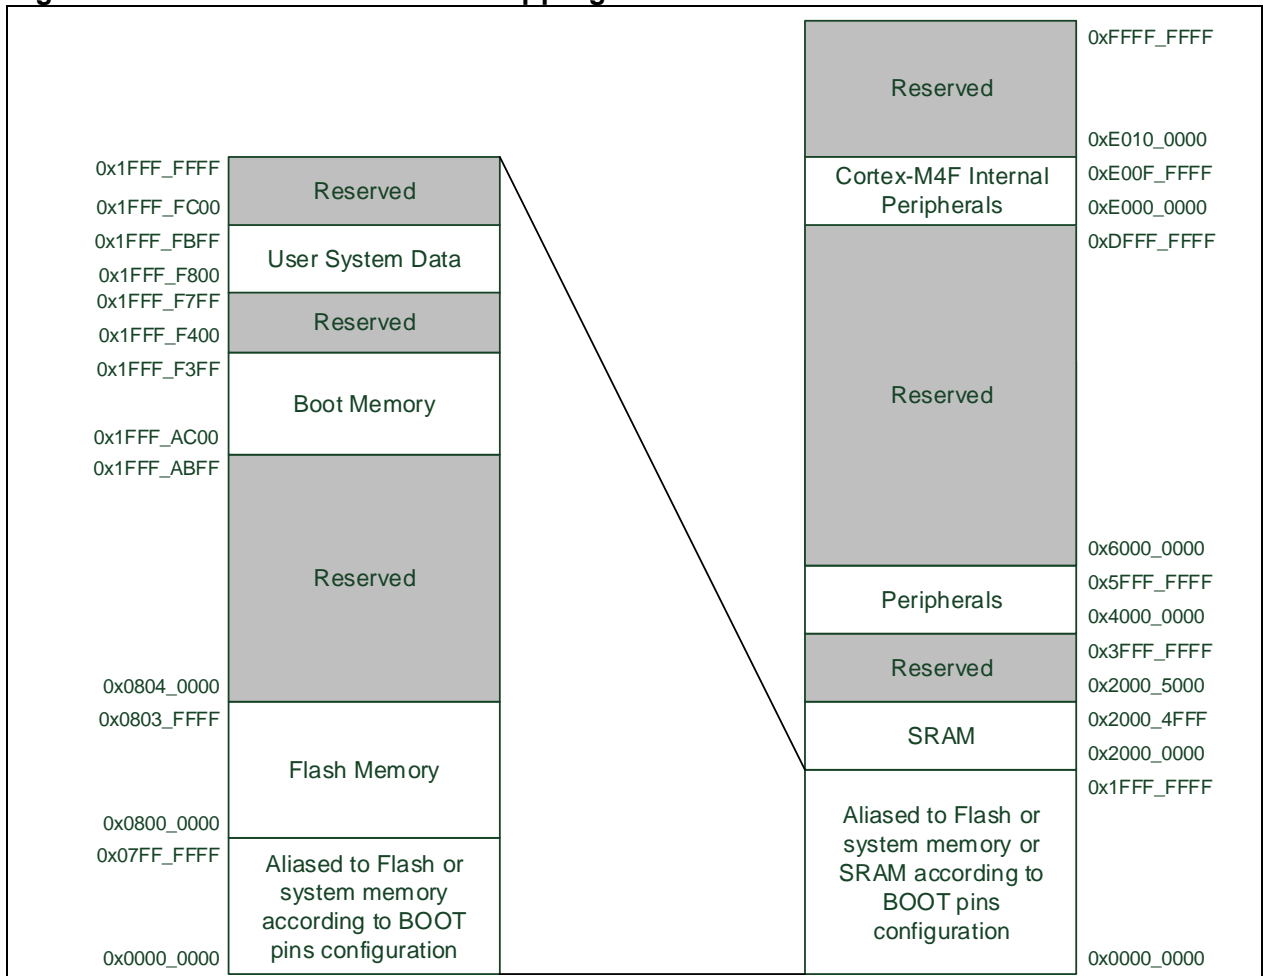 0x1FFF_FFFF
Reserved
0x1FFF_FC00
0x1FFF_FBFF
User System Data
0x1FFF_F800
0x1FFF_F7FF
Reserved
0x1FFF_F400
0x1FFF_F3FF
Boot Memory
0x1FFF_AC00
0x1FFF_ABFF
Reserved
0x0804_0000
0x0803_FFFF
Flash Memory
0x0800_0000
0x07FF_FFFF
Aliased to Flash or
system memory
according to BOOT
pins configuration
0x0000_0000
0xFFFF_FFFF
Reserved
0xE010_0000
0xE00F_FFFF
Cortex-M4F Internal
Peripherals
0xE000_0000
0xDFFF_FFFF
Reserved
0x6000_0000
0x5FFF_FFFF
Peripherals
0x4000_0000
0x3FFF_FFFF
Reserved
0x2000_5000
0x2000_4FFF
SRAM
0x2000_0000
0x1FFF_FFFF
Aliased to Flash or
system memory or
SRAM according to
BOOT pins
configuration
0x0000_0000